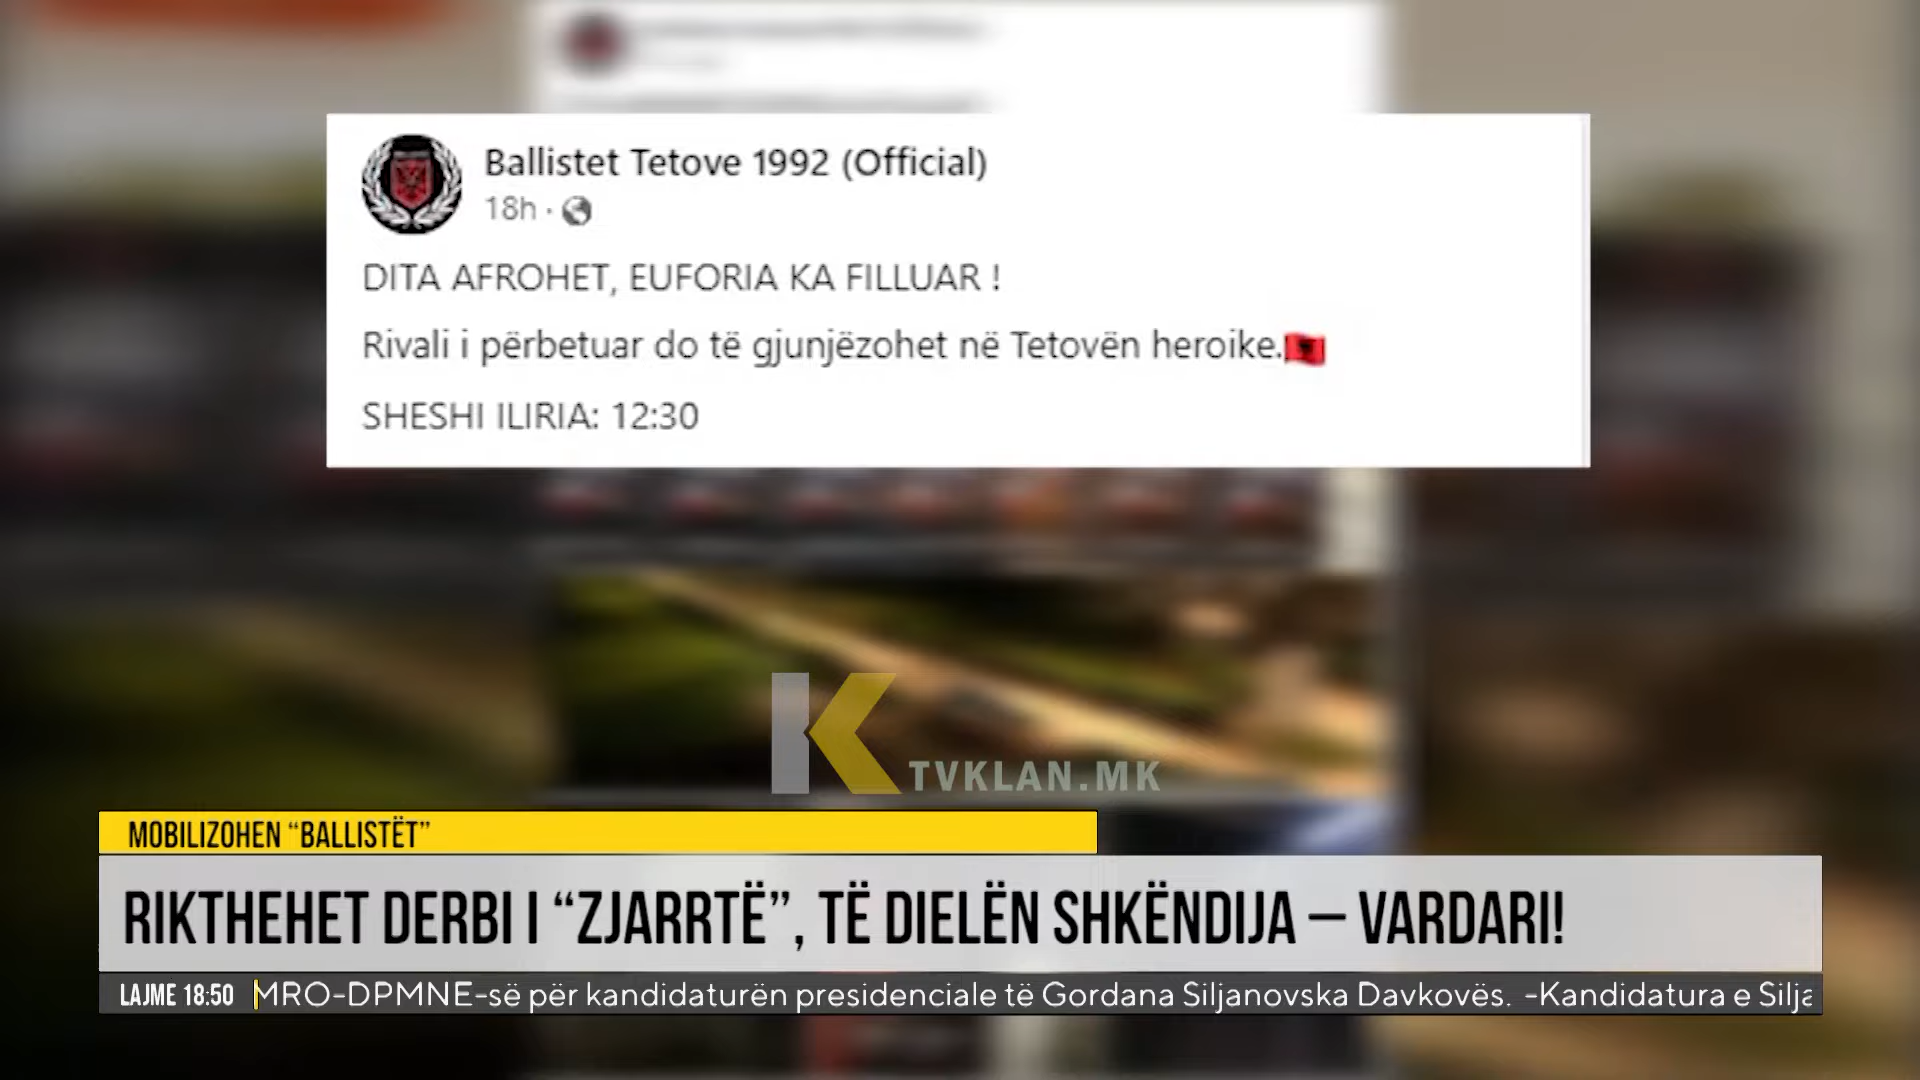 Ballistet Tetove 1992 (Official)
18h ·
DITA AFROHET, EUFORIA KA FILLUAR !
Rivali i përbetuar do të gjunjëzohet në Tetovën heroike.
SHESHI ILIRIA: 12:30
K TVKLAN.MK
MOBILIZOHEN “BALLISTËT”
RIKTHEHET DERBI I “ZJARRTË”, TË DIELËN SHKËNDIJA – VARDARI!
LAJME 18:50 MRO-DPMNE-së për kandidaturën presidenciale të Gordana Siljanovska Davkovës. -Kandidatura e Silja